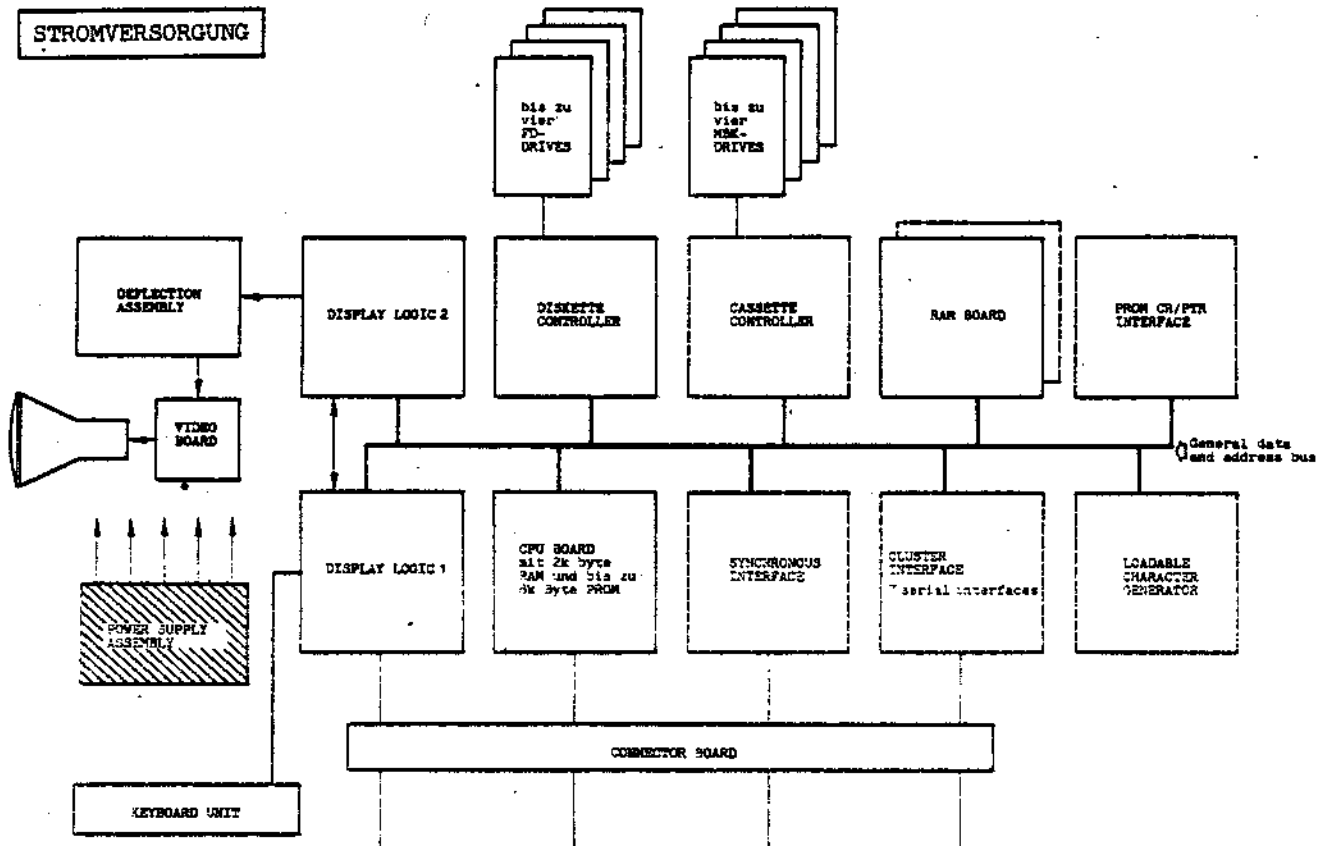 STROMVERSORGUNG
bis zu
vier
FD-
DRIVES
bis zu
vier
MBK-
DRIVES
DEFLECTION
ASSEMBLY
DISPLAY LOGIC 2
DISKETTE
CONTROLLER
CASSETTE
CONTROLLER
RAM BOARD
PROM CR/PTR
INTERFACE
VIDEO
BOARD
General data
and address bus
DISPLAY LOGIC 1
CPU BOARD
mit 2k byte
RAM und bis zu
Byte PROM
SYNCHRONOUS
INTERFACE
CLUSTER
INTERFACE
serial interfaces
LOADABLE
CHARACTER
GENERATOR
POWER SUPPLY
ASSEMBLY
CONNECTOR BOARD
KEYBOARD UNIT